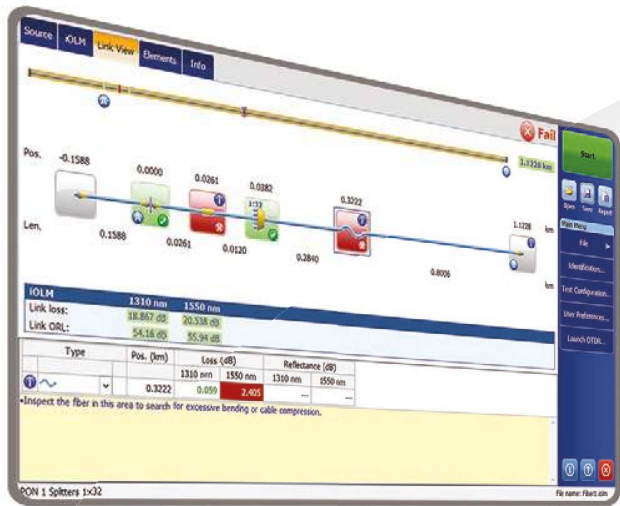 Source iOLM Link View Elements Info
Fail
1.1228 km
Start
Open Save Report
Main Menu
File
Identification...
Test Configuration...
User Preferences...
Launch OTDR...
Pos. -0.1588 0.0000 0.0261 0.0382 0.3222 1.1228 km
1:32
Len. 0.1588 0.0261 0.0120 0.2840 0.8006 km
iOLM 1310 nm 1550 nm
Link loss: 18.867 dB 20.538 dB
Link ORL: 54.16 dB 55.94 dB
Type Pos. (km) Loss (dB) Reflectance (dB)
1310 nm 1550 nm 1310 nm 1550 nm
0.3222 0.059 2.405 --- ---
•Inspect the fiber in this area to search for excessive bending or cable compression.
PON 1 Splitters 1×32
File name: Fiber1.iolm